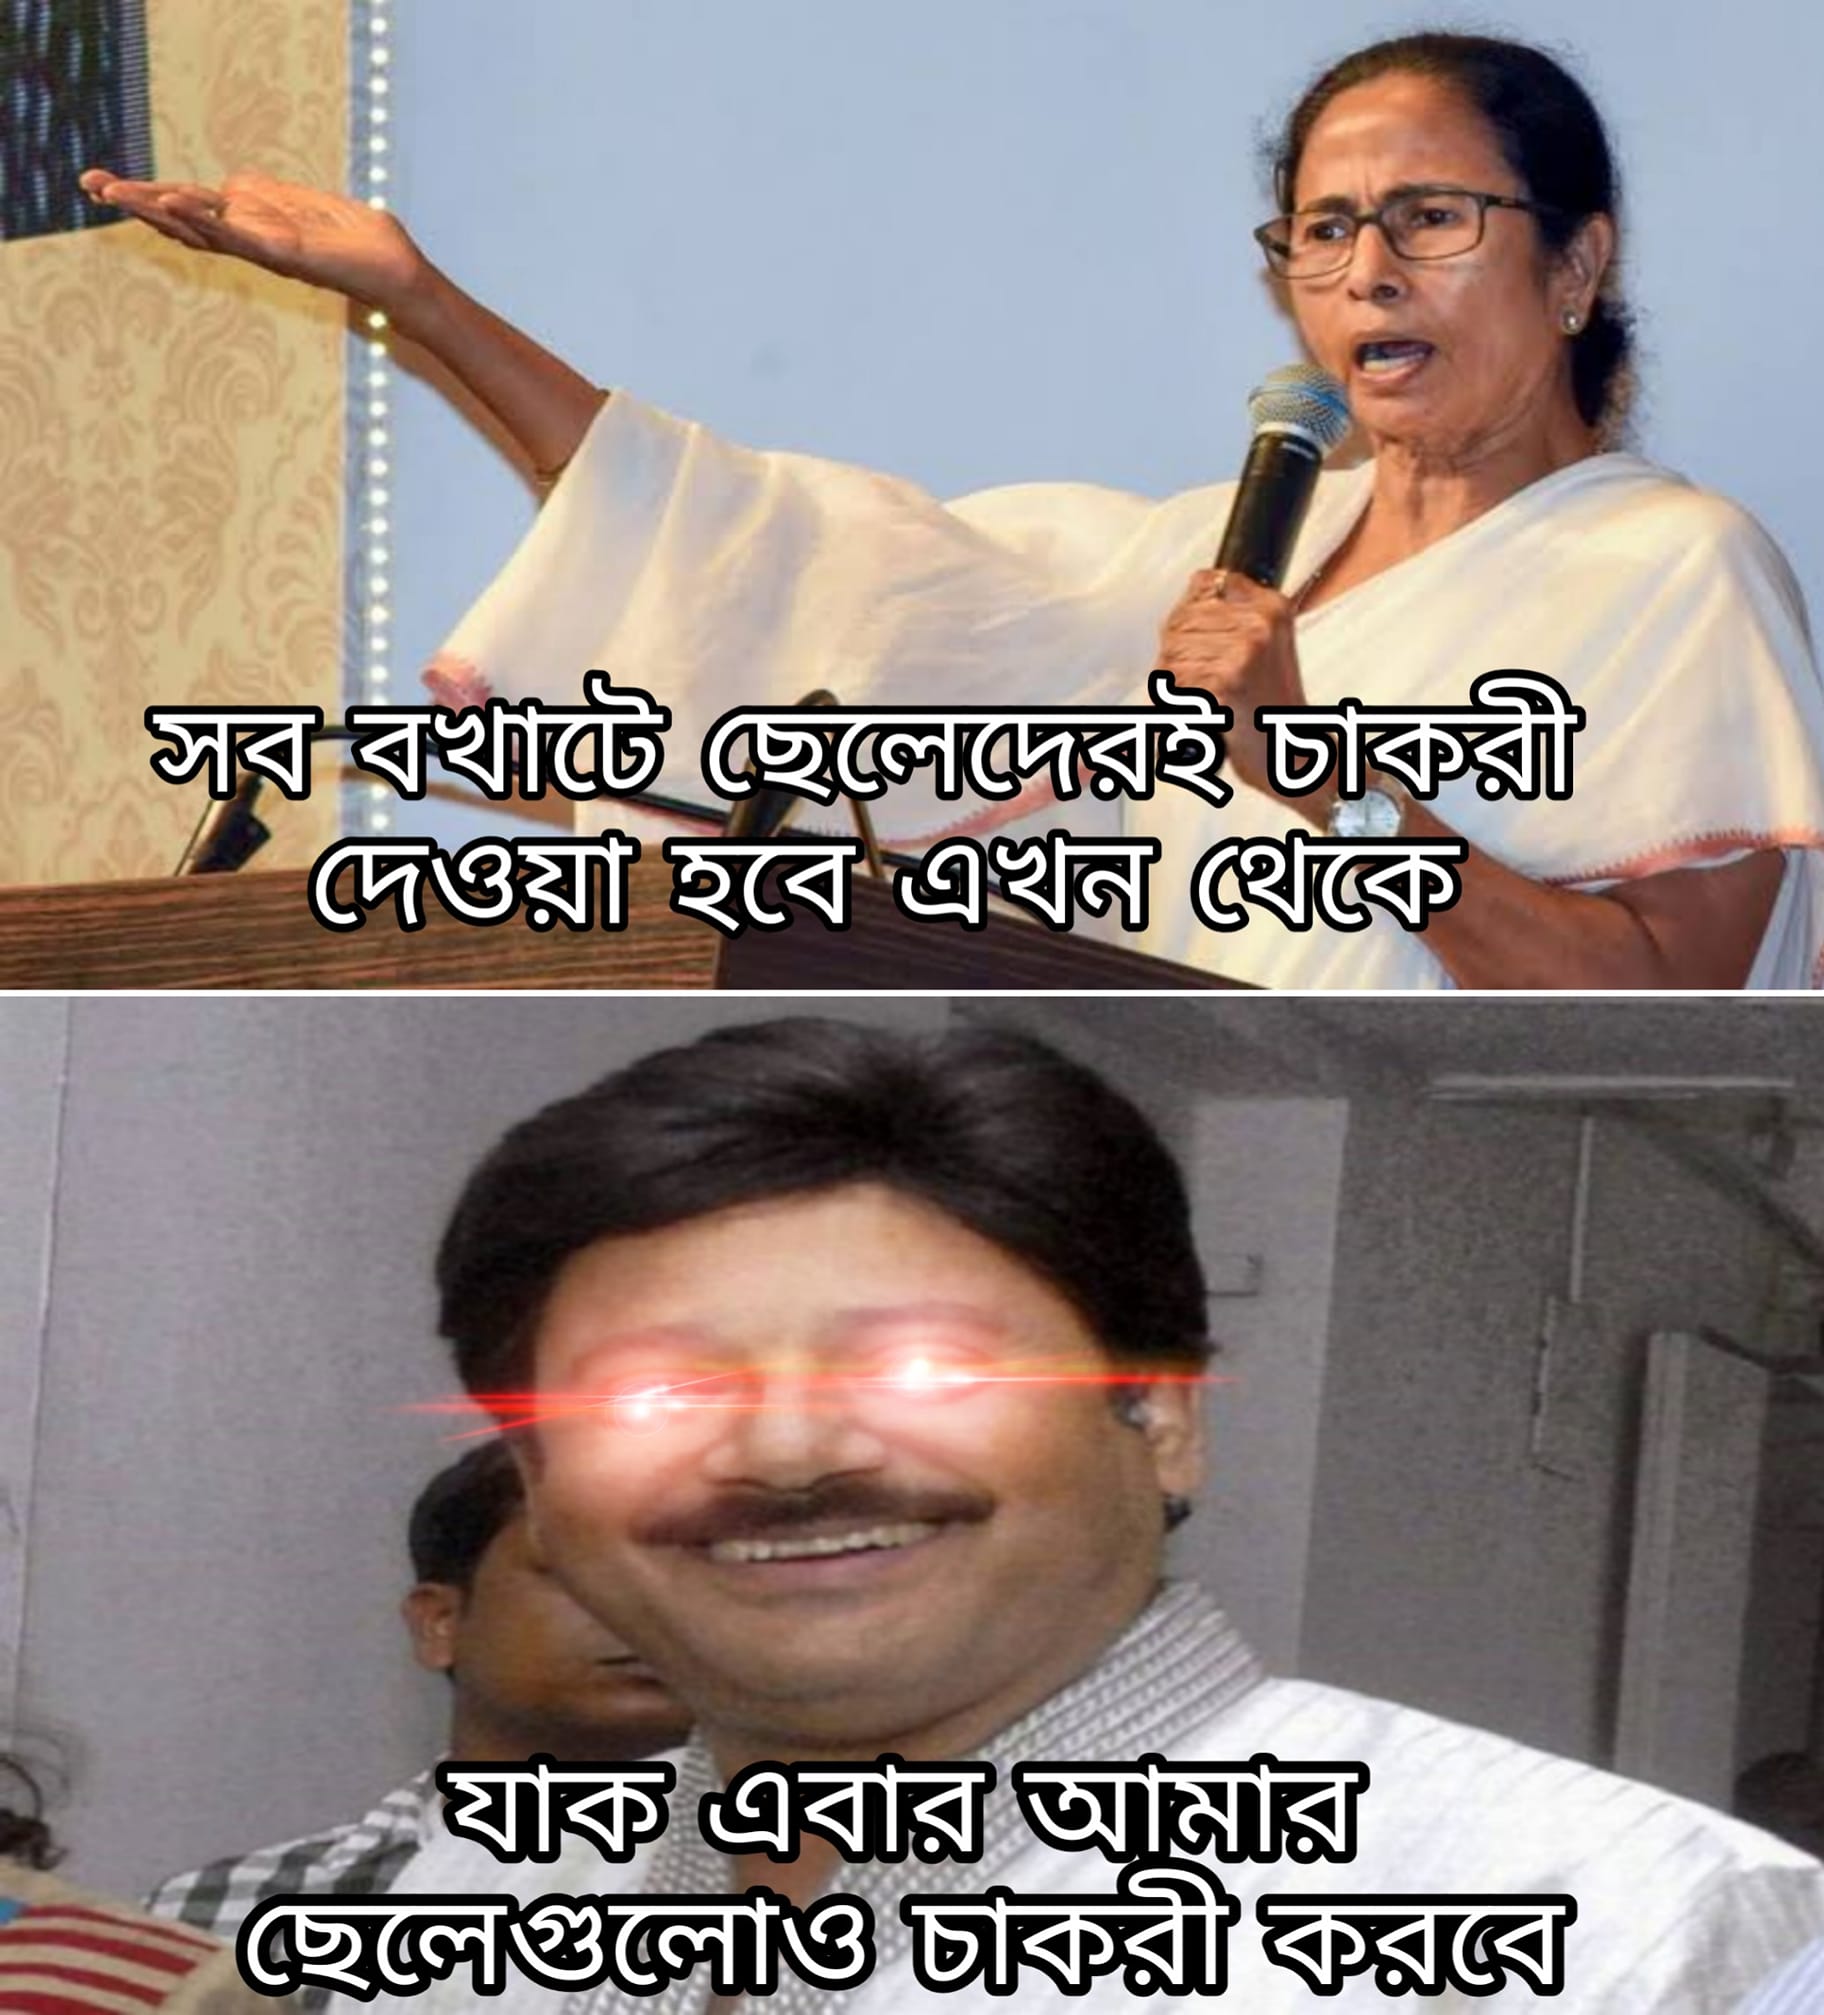 সব বখাটে ছেলেদেরই চাকরী
দেওয়া হবে এখন থেকে
যাক এবার আমার
ছেলেগুলোও চাকরী করবে